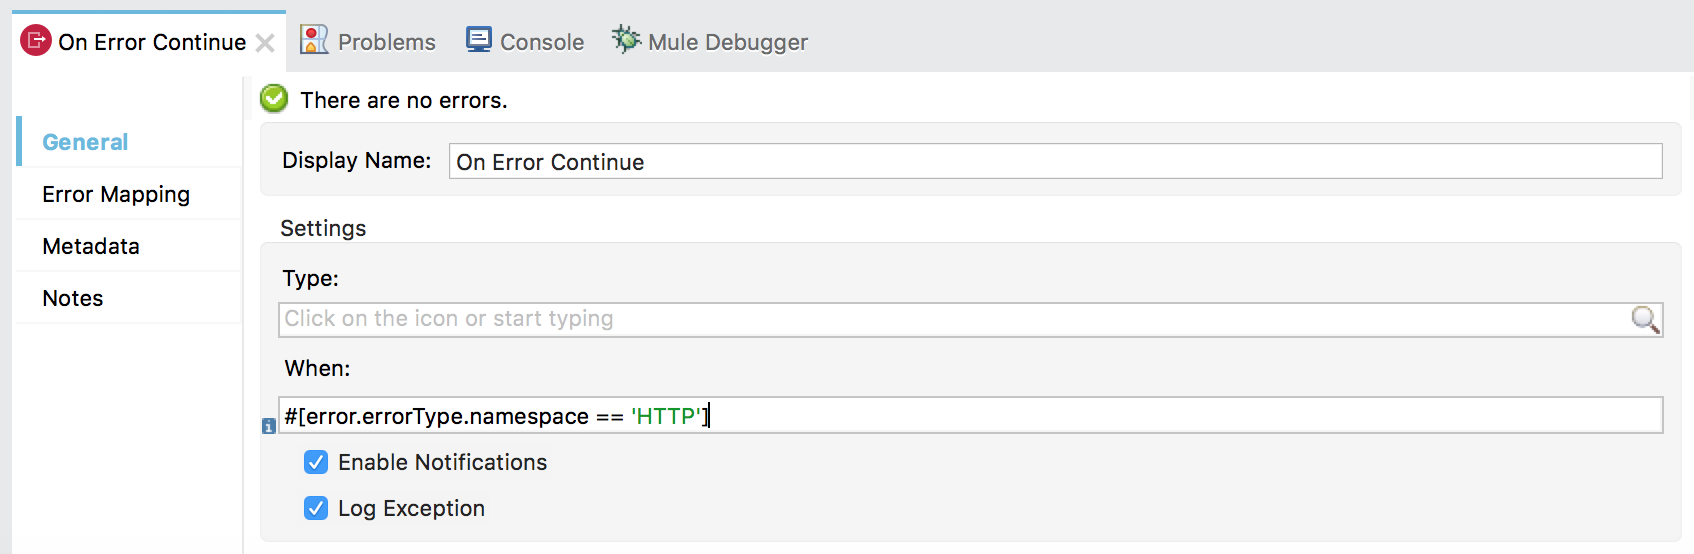 On Error Continue Problems Console Mule Debugger
There are no errors.
General
Error Mapping
Metadata
Notes
Display Name: On Error Continue
Settings
Type:
Click on the icon or start typing
When:
#[error.errorType.namespace == 'HTTP']
Enable Notifications
Log Exception